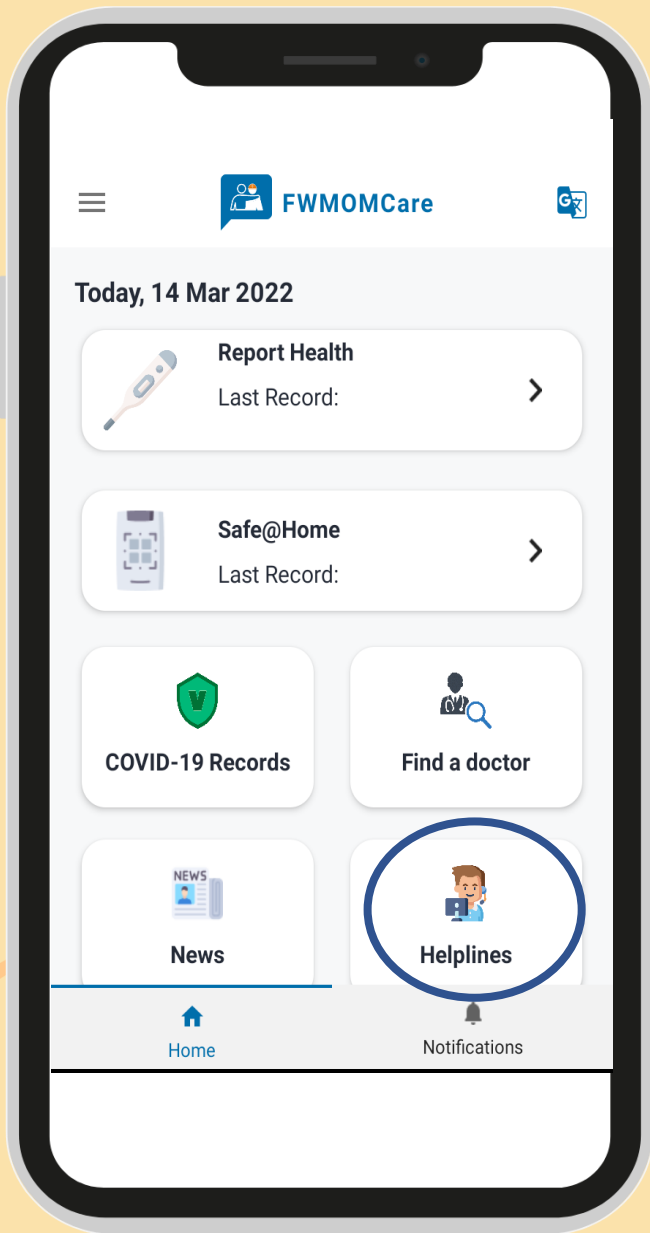 FWMOMCare
Today, 14 Mar 2022
Report Health
Last Record:
Safe@Home
Last Record:
COVID-19 Records
Find a doctor
NEWS
News
Helplines
Home
Notifications